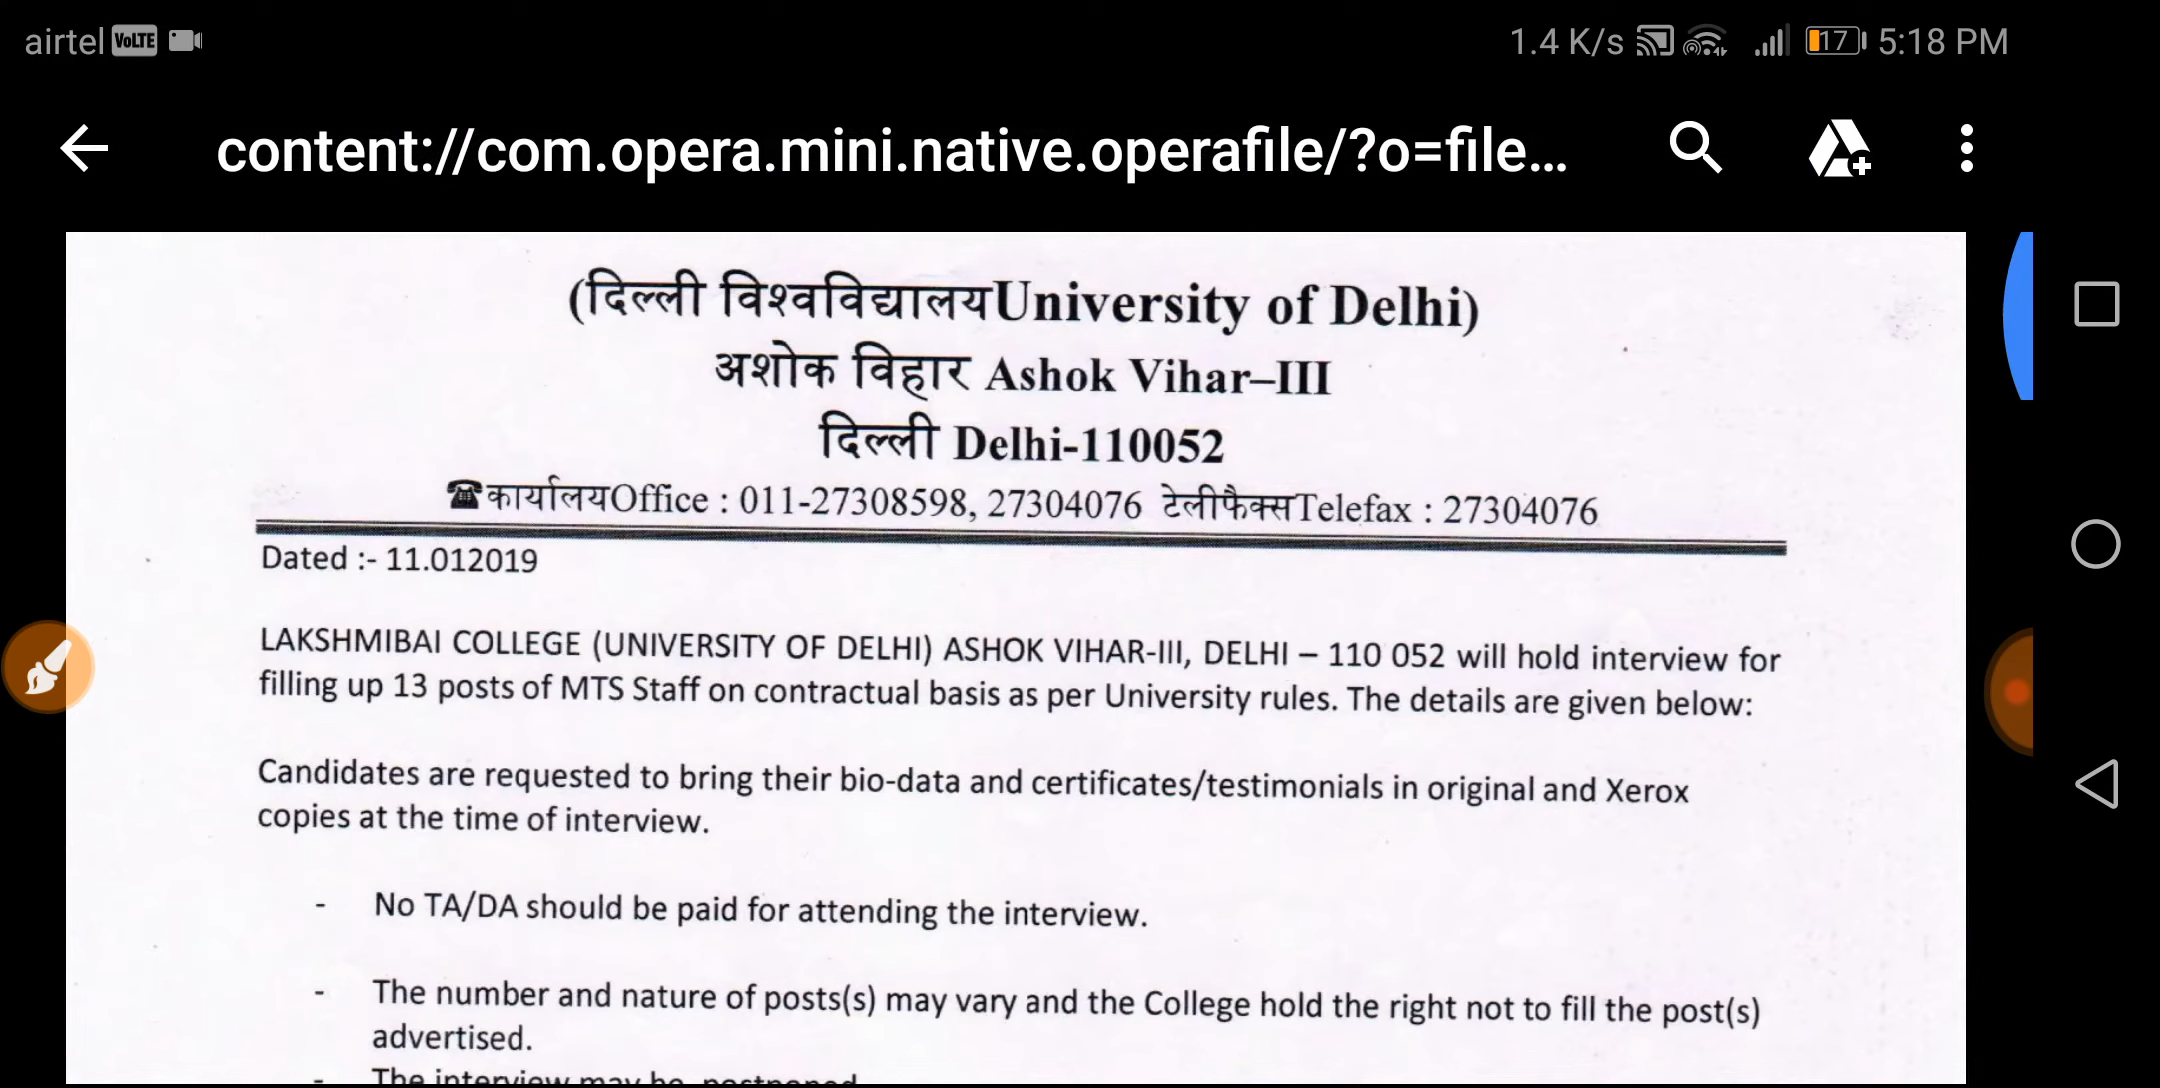 airtel VoLTE 1.4 K/s 17 5:18 PM
content://com.opera.mini.native.operafile/?o=file...
(दिल्ली विश्वविद्यालयUniversity of Delhi)
अशोक विहार Ashok Vihar–III
दिल्ली Delhi-110052
☎कार्यालयOffice : 011-27308598, 27304076 टेलीफैक्सTelefax : 27304076
Dated :- 11.012019
LAKSHMIBAI COLLEGE (UNIVERSITY OF DELHI) ASHOK VIHAR-III, DELHI – 110 052 will hold interview for
filling up 13 posts of MTS Staff on contractual basis as per University rules. The details are given below:
Candidates are requested to bring their bio-data and certificates/testimonials in original and Xerox
copies at the time of interview.
- No TA/DA should be paid for attending the interview.
- The number and nature of posts(s) may vary and the College hold the right not to fill the post(s)
advertised.
- The interview may be postponed